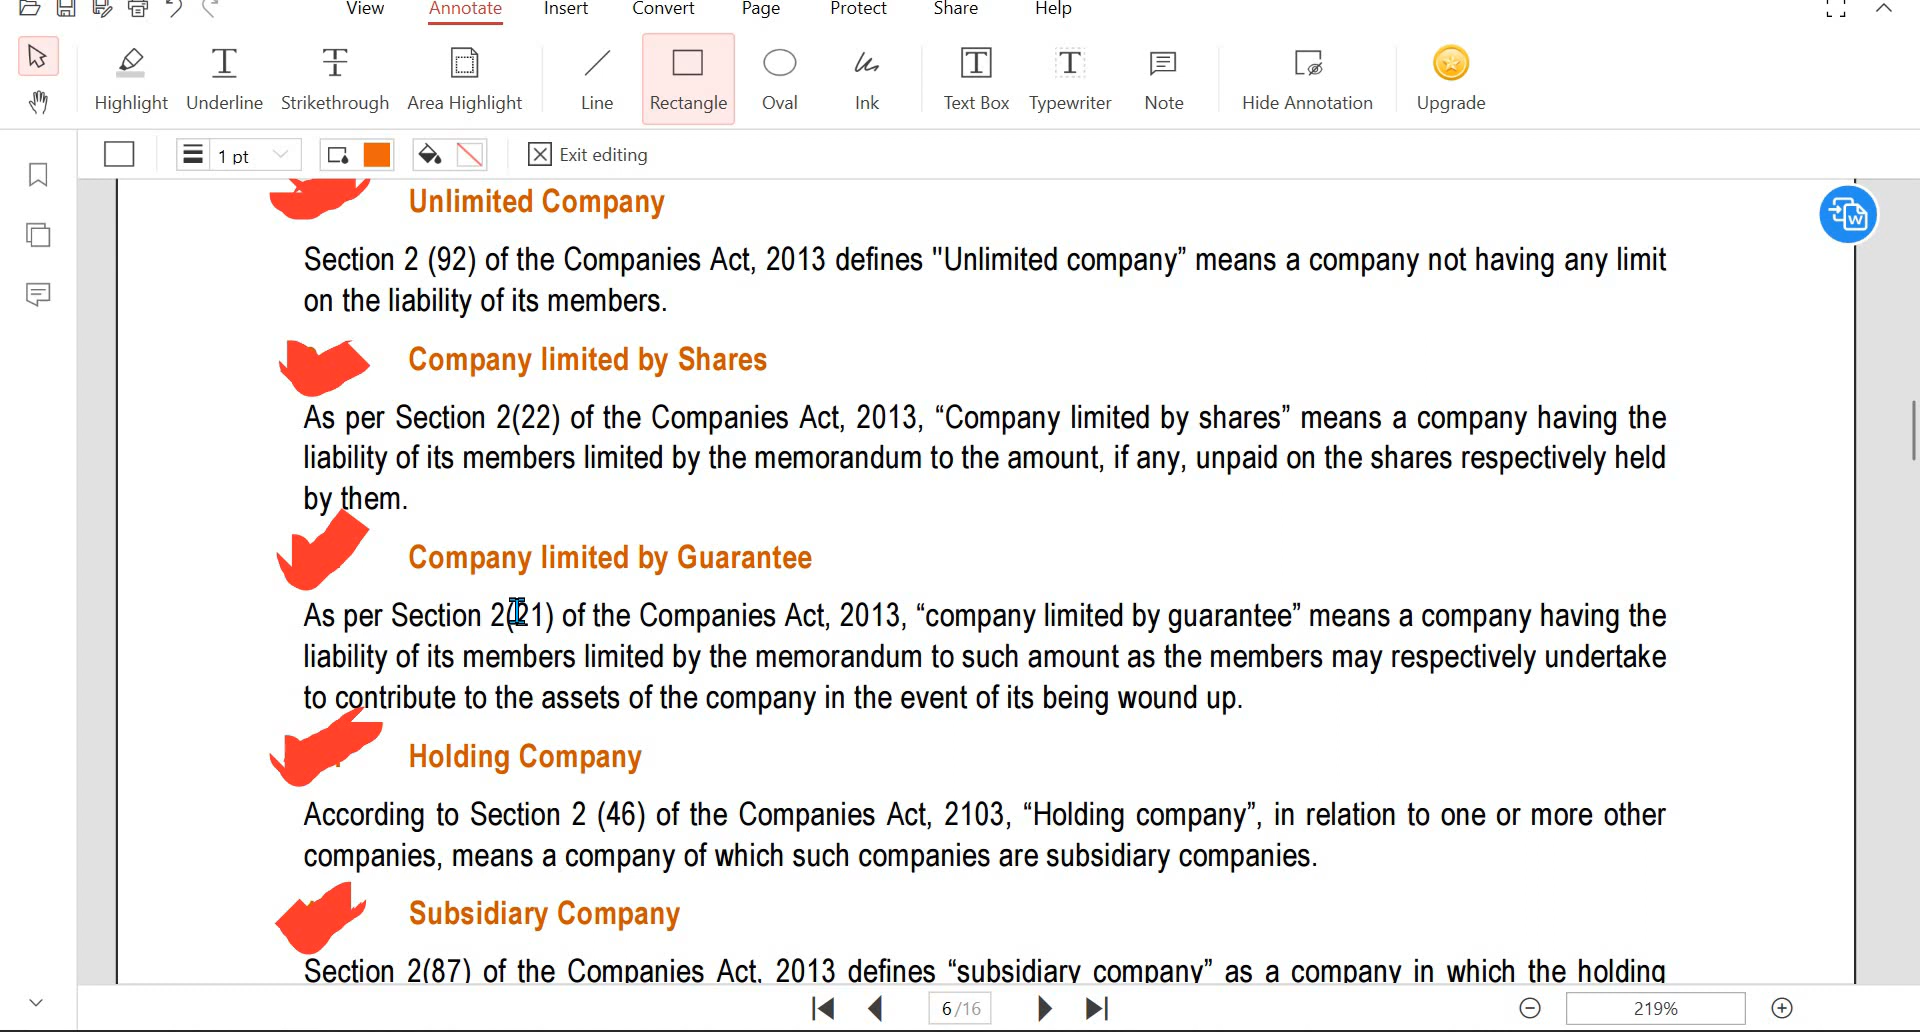 View Annotate Insert Convert Page Protect Share Help
Highlight Underline Strikethrough Area Highlight Line Rectangle Oval Ink Text Box Typewriter Note Hide Annotation Upgrade
1 pt Exit editing
Unlimited Company
Section 2 (92) of the Companies Act, 2013 defines "Unlimited company” means a company not having any limit
on the liability of its members.
Company limited by Shares
As per Section 2(22) of the Companies Act, 2013, “Company limited by shares” means a company having the
liability of its members limited by the memorandum to the amount, if any, unpaid on the shares respectively held
by them.
Company limited by Guarantee
As per Section 2(21) of the Companies Act, 2013, “company limited by guarantee” means a company having the
liability of its members limited by the memorandum to such amount as the members may respectively undertake
to contribute to the assets of the company in the event of its being wound up.
Holding Company
According to Section 2 (46) of the Companies Act, 2103, “Holding company”, in relation to one or more other
companies, means a company of which such companies are subsidiary companies.
Subsidiary Company
Section 2(87) of the Companies Act, 2013 defines “subsidiary company” as a company in which the holding
6/16 219%